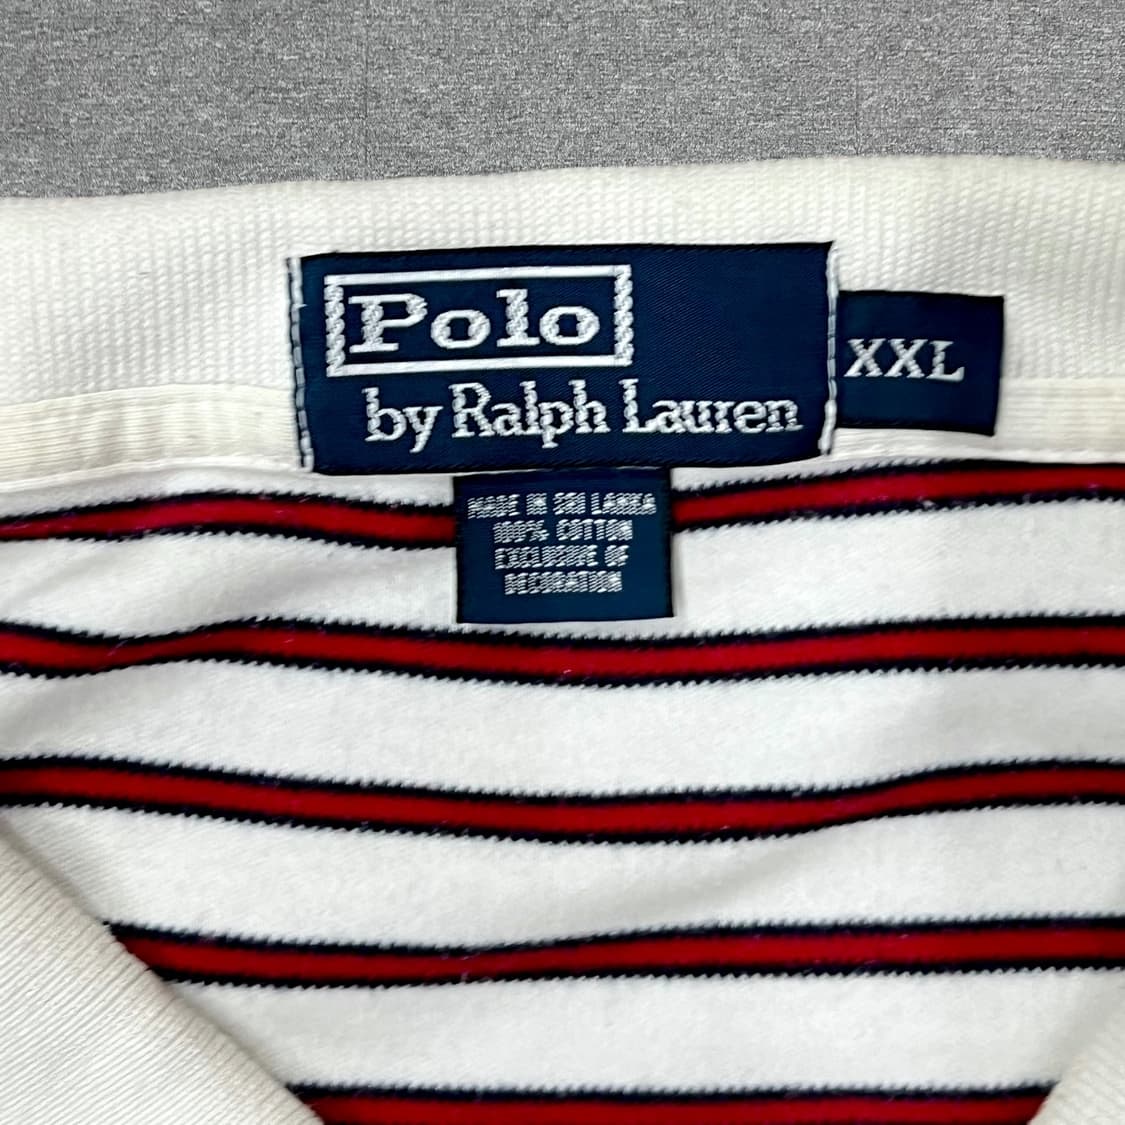 Polo
by Ralph Lauren
XXL
MADE IN SRI LANKA
100% COTTON
EXCLUSIVE OF
DECORATION